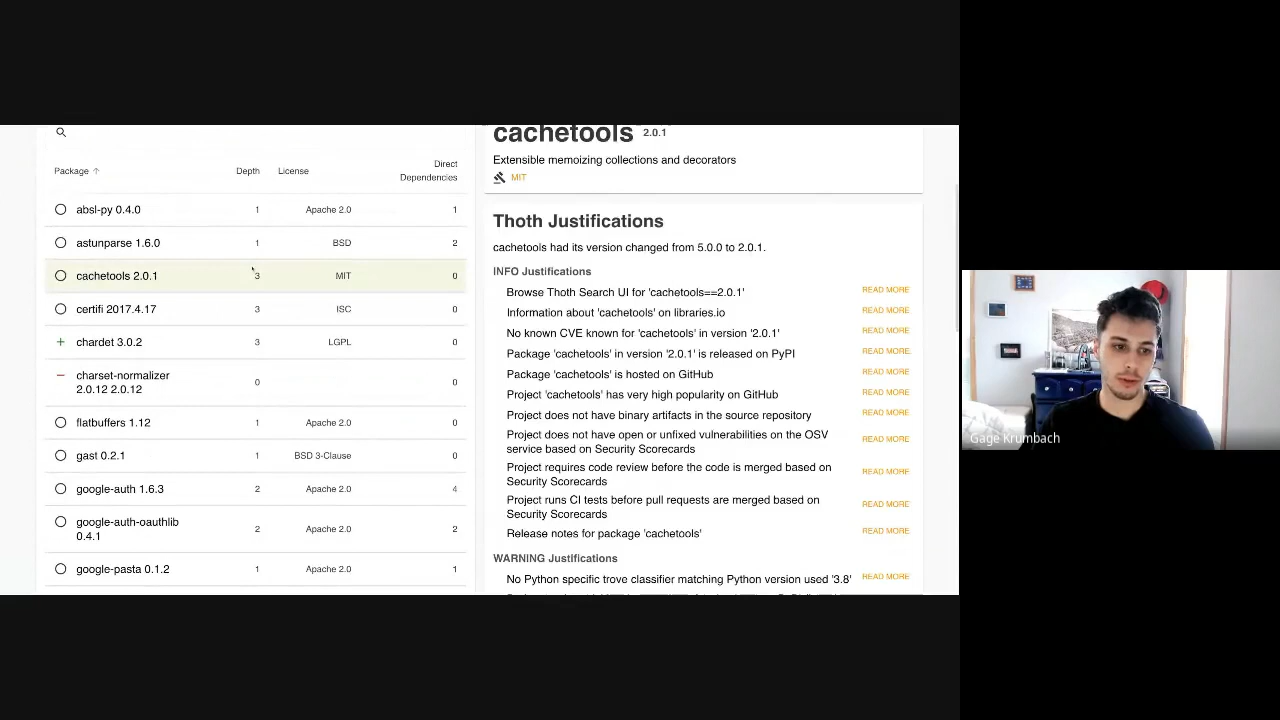 cachetools 2.0.1
Extensible memoizing collections and decorators
MIT
Package Depth License Direct Dependencies
absl-py 0.4.0 1 Apache 2.0 1
astunparse 1.6.0 1 BSD 2
cachetools 2.0.1 3 MIT 0
certifi 2017.4.17 3 ISC 0
chardet 3.0.2 3 LGPL 0
charset-normalizer
2.0.12 2.0.12 0 0
flatbuffers 1.12 1 Apache 2.0 0
gast 0.2.1 1 BSD 3-Clause 0
google-auth 1.6.3 2 Apache 2.0 4
google-auth-oauthlib
0.4.1 2 Apache 2.0 2
google-pasta 0.1.2 1 Apache 2.0 1
Thoth Justifications
cachetools had its version changed from 5.0.0 to 2.0.1.
INFO Justifications
Browse Thoth Search UI for 'cachetools==2.0.1' READ MORE
Information about 'cachetools' on libraries.io READ MORE
No known CVE known for 'cachetools' in version '2.0.1' READ MORE
Package 'cachetools' in version '2.0.1' is released on PyPI READ MORE
Package 'cachetools' is hosted on GitHub READ MORE
Project 'cachetools' has very high popularity on GitHub READ MORE
Project does not have binary artifacts in the source repository READ MORE
Project does not have open or unfixed vulnerabilities on the OSV
service based on Security Scorecards READ MORE
Project requires code review before the code is merged based on
Security Scorecards READ MORE
Project runs CI tests before pull requests are merged based on
Security Scorecards READ MORE
Release notes for package 'cachetools' READ MORE
WARNING Justifications
No Python specific trove classifier matching Python version used '3.8' READ MORE
Gage Krumbach